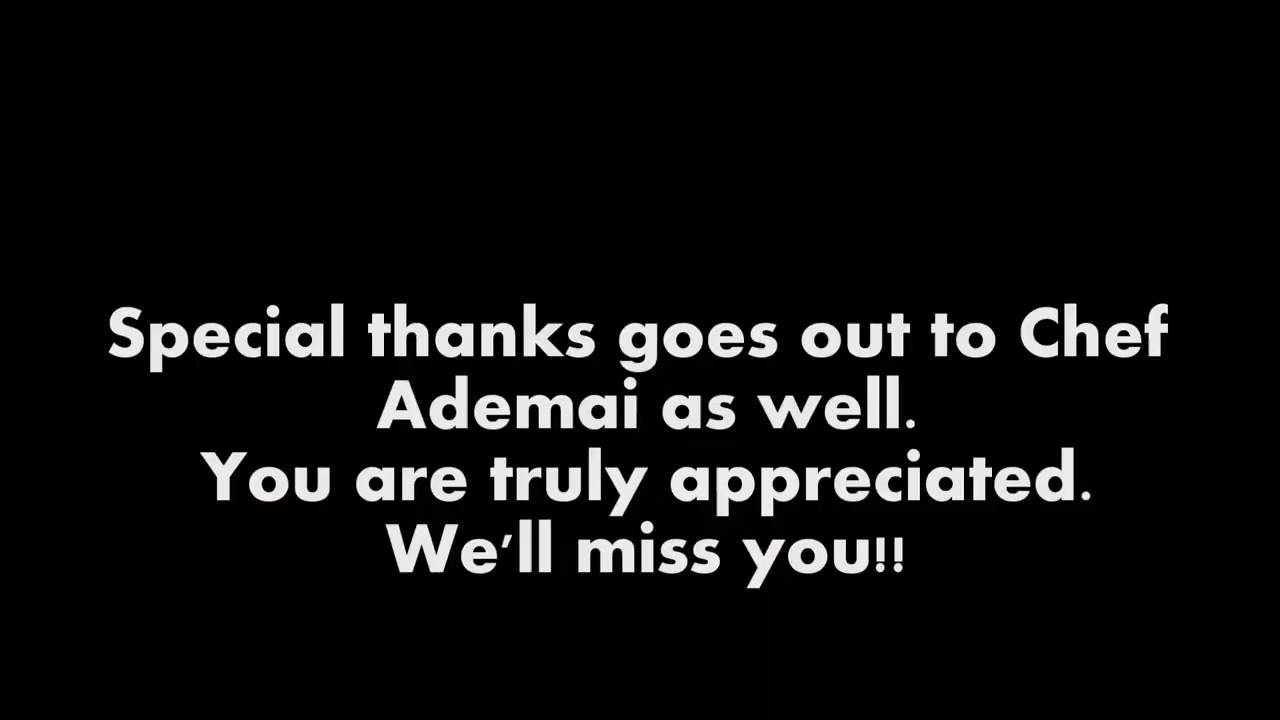 Special thanks goes out to Chef
Ademai as well.
You are truly appreciated.
We'll miss you!!